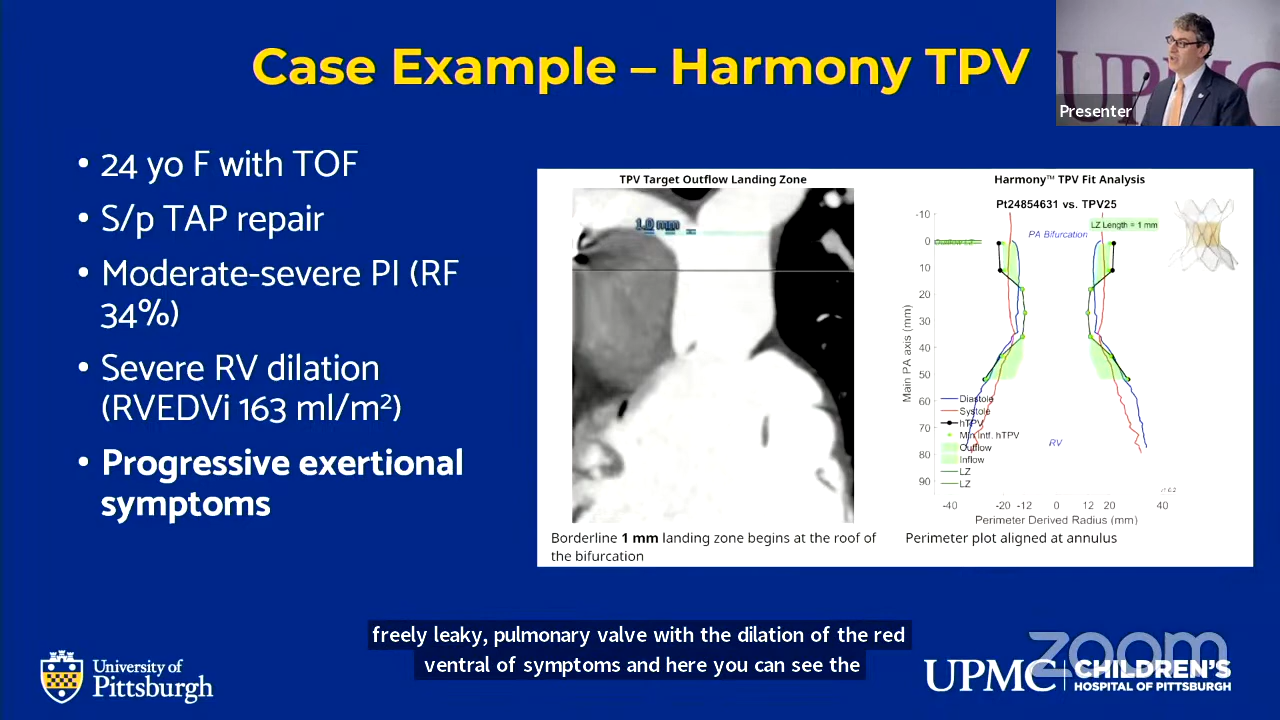 Case Example – Harmony TPV
UPMC
Presenter
• 24 yo F with TOF
• S/p TAP repair
• Moderate-severe PI (RF
34%)
• Severe RV dilation
(RVEDVi 163 ml/m²)
• Progressive exertional
symptoms
TPV Target Outflow Landing Zone
1.0 mm
Borderline 1 mm landing zone begins at the roof of
the bifurcation
Harmony™ TPV Fit Analysis
Pt24854631 vs. TPV25
LZ Length = 1 mm
PA Bifurcation
-10
0
10
20
30
40
50
60
70
80
90
Main PA axis (mm)
Diastole
Systole
hTPV
Min Intf. hTPV
Outflow
Inflow
LZ
LZ
RV
-40 -20 -12 0 12 20 40
Perimeter Derived Radius (mm)
Perimeter plot aligned at annulus
freely leaky, pulmonary valve with the dilation of the red
ventral of symptoms and here you can see the
University of
Pittsburgh
zoom
UPMC | CHILDREN'S
HOSPITAL OF PITTSBURGH